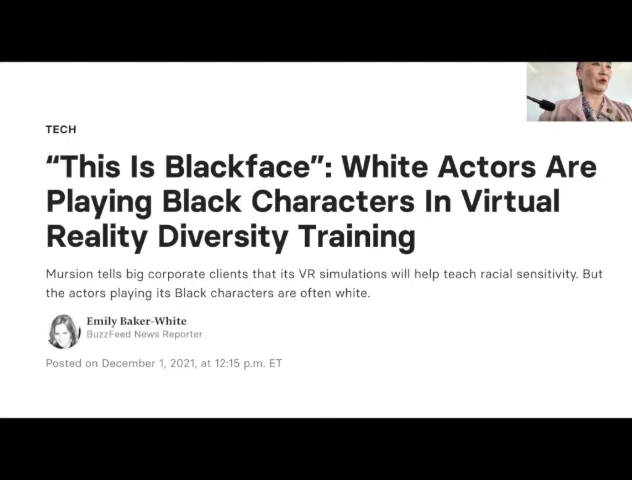 TECH
“This Is Blackface”: White Actors Are
Playing Black Characters In Virtual
Reality Diversity Training
Mursion tells big corporate clients that its VR simulations will help teach racial sensitivity. But
the actors playing its Black characters are often white.
Emily Baker-White
BuzzFeed News Reporter
Posted on December 1, 2021, at 12:15 p.m. ET